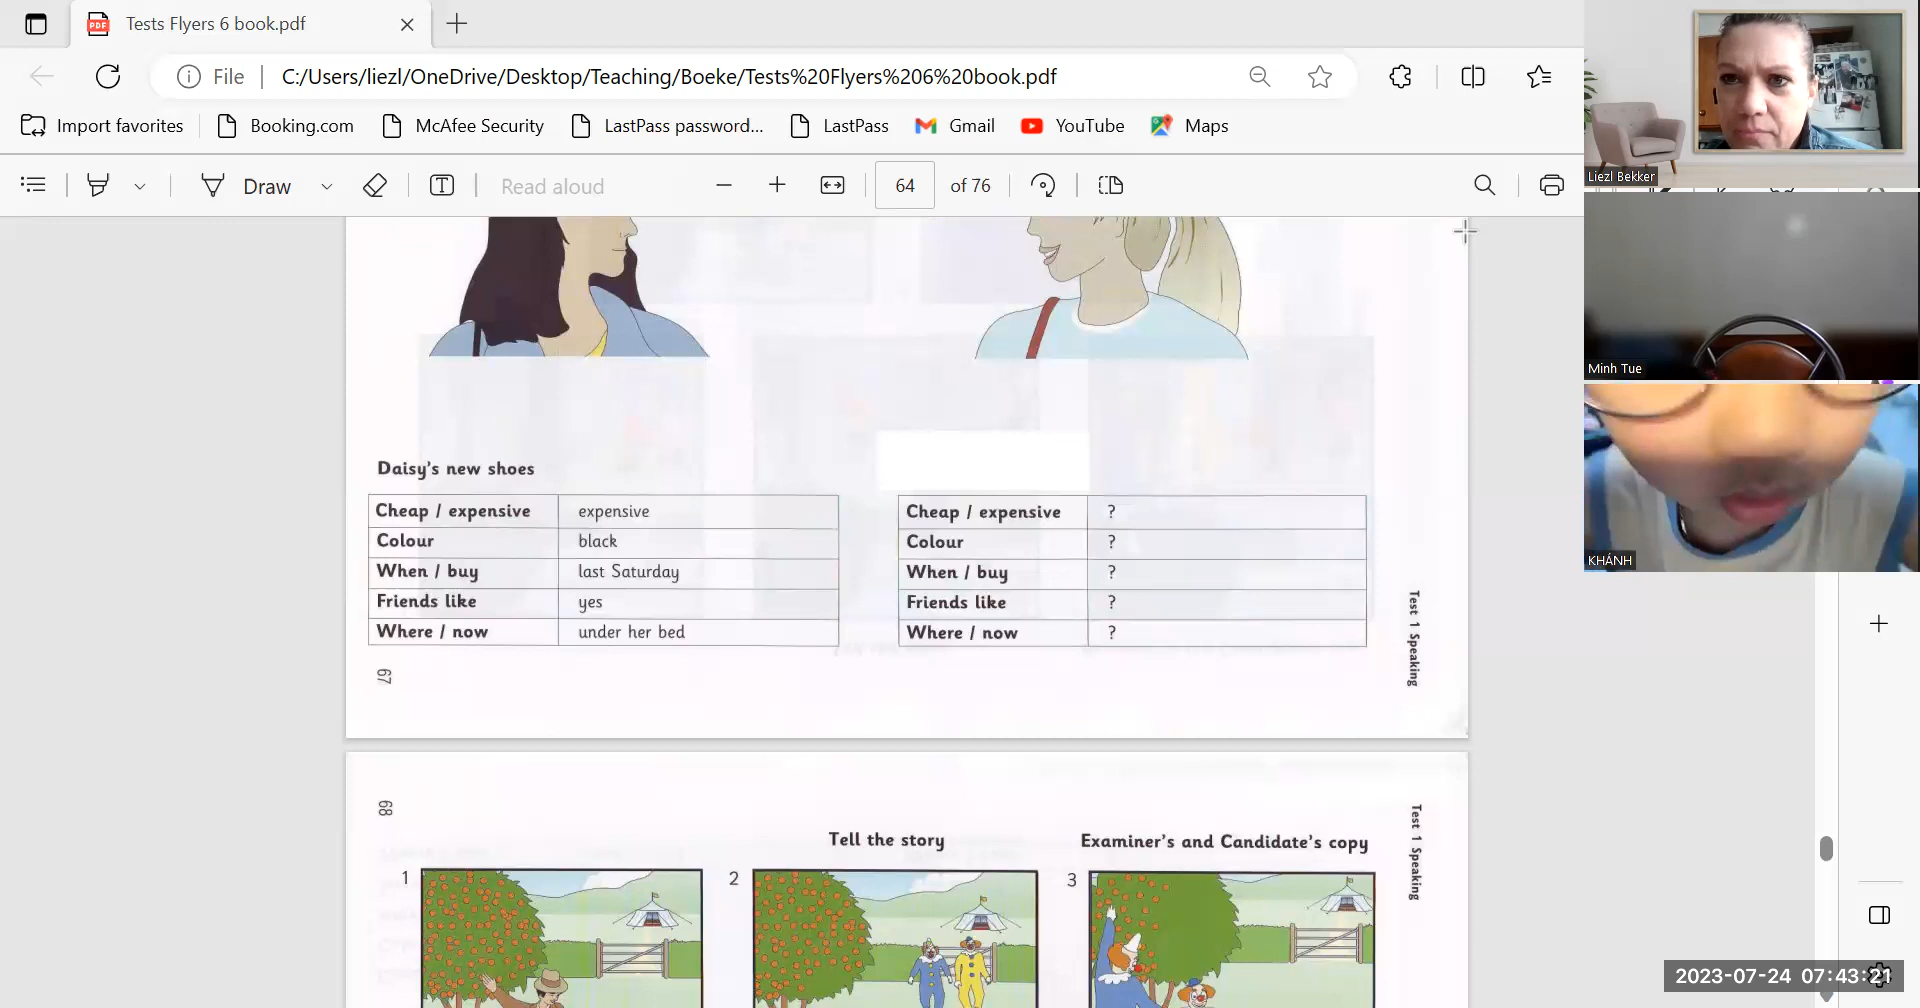 Tests Flyers 6 book.pdf
File
C:/Users/liezl/OneDrive/Desktop/Teaching/Boeke/Tests%20Flyers%206%20book.pdf
Import favorites
Booking.com
McAfee Security
LastPass password...
LastPass
Gmail
YouTube
Maps
Draw
Read aloud
64
of 76
Liezl Bekker
Minh Tue
KHÁNH
Daisy's new shoes
Cheap / expensive expensive
Colour black
When / buy last Saturday
Friends like yes
Where / now under her bed
Cheap / expensive ?
Colour ?
When / buy ?
Friends like ?
Where / now ?
67
Test 1 Speaking
68
Tell the story
Examiner's and Candidate's copy
Test 1 Speaking
1
2
3
2023-07-24 07:43:21